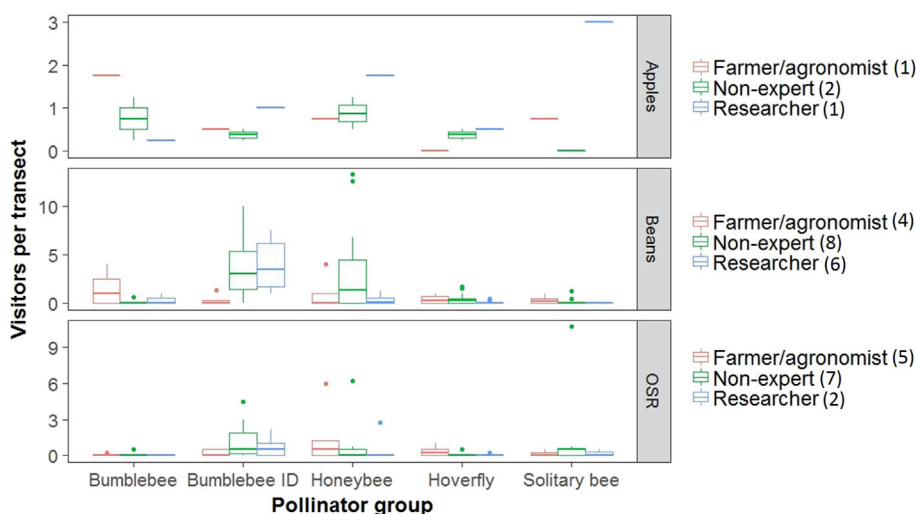 Visitors per transect
3
2
1
0
Apples
Farmer/agronomist (1)
Non-expert (2)
Researcher (1)
10
5
0
Beans
Farmer/agronomist (4)
Non-expert (8)
Researcher (6)
9
6
3
0
OSR
Farmer/agronomist (5)
Non-expert (7)
Researcher (2)
Bumblebee Bumblebee ID Honeybee Hoverfly Solitary bee
Pollinator group